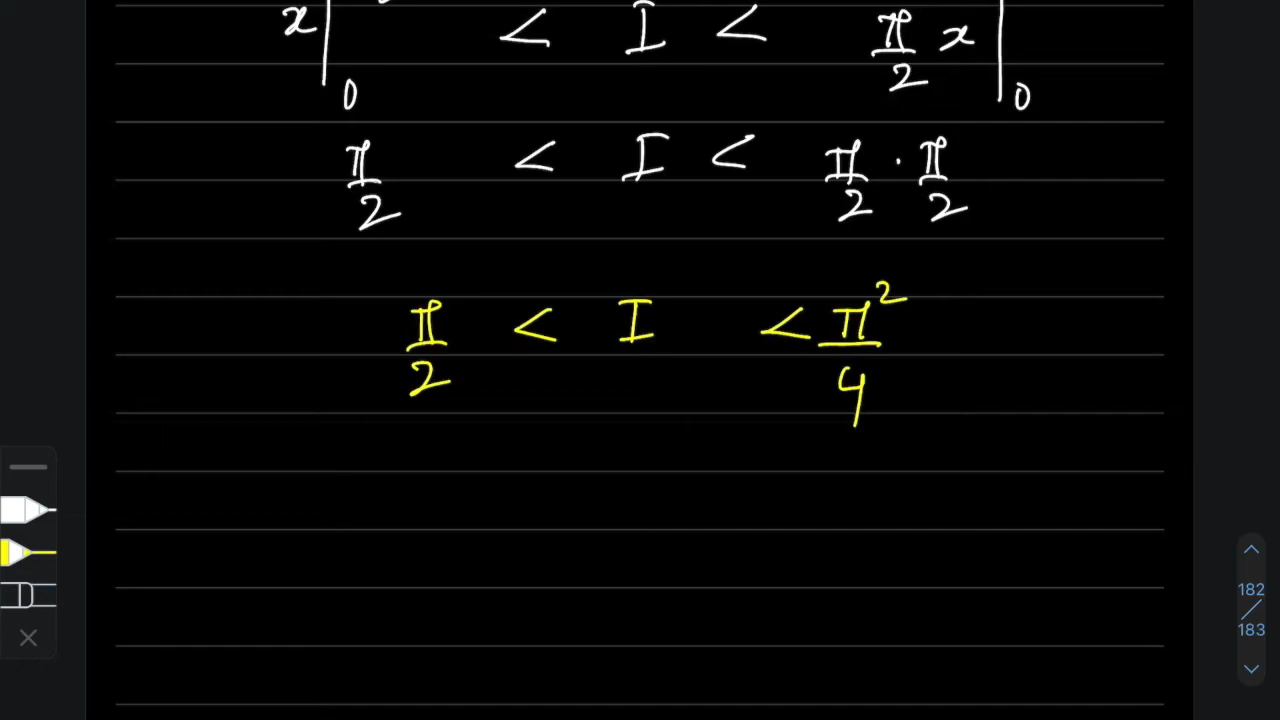 x|₀ < I < π/2 x|₀
π/2 < I < π/2 · π/2
π/2 < I < π²/4
182
/
183